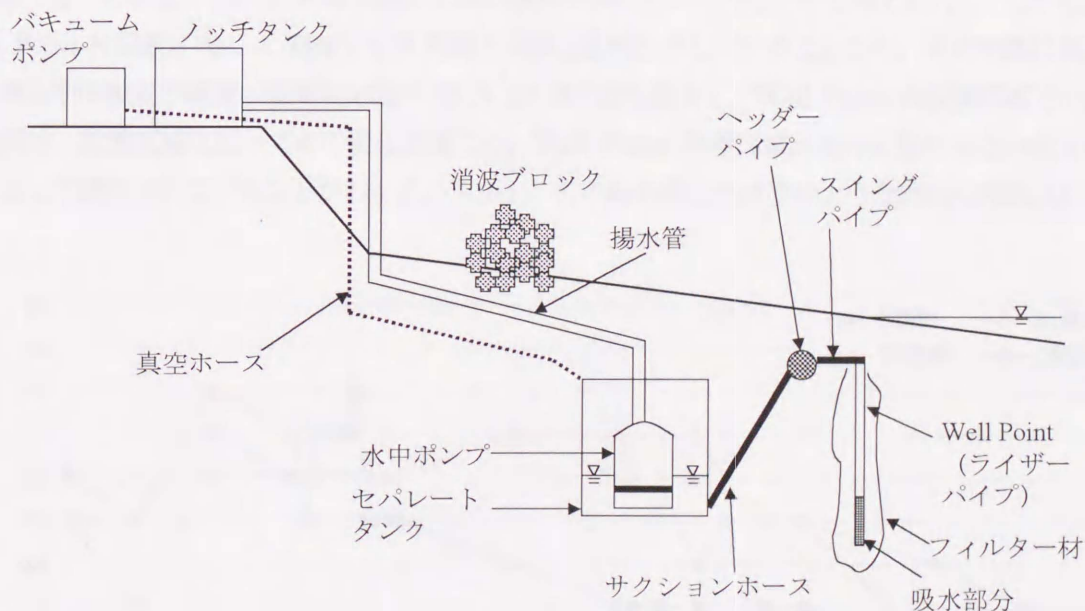 バキューム
ポンプ
ノッチタンク
ヘッダー
パイプ
スイング
パイプ
消波ブロック
揚水管
真空ホース
水中ポンプ
セパレート
タンク
Well Point
（ライザー
パイプ）
フィルター材
サクションホース
吸水部分